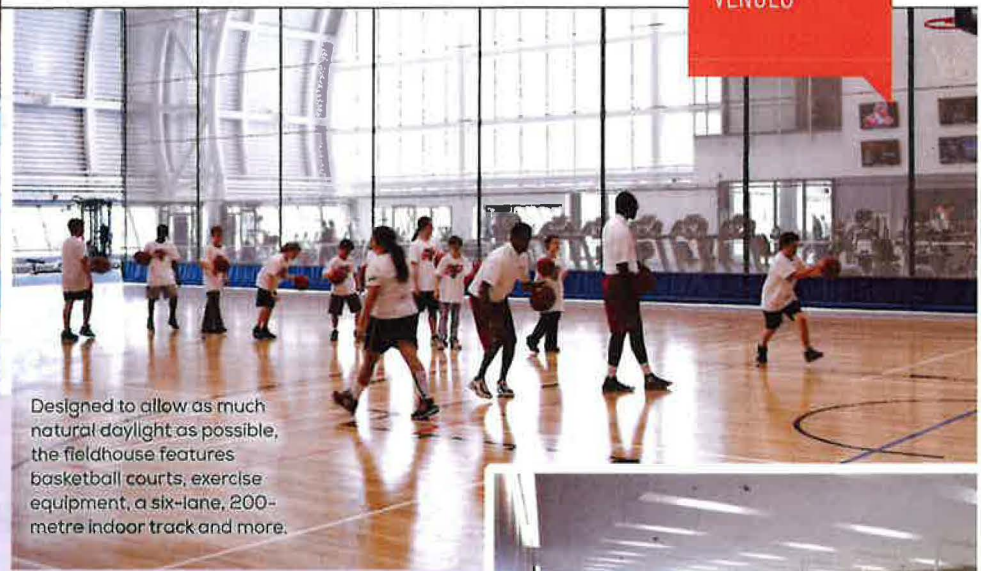 VENUES
Designed to allow as much
natural daylight as possible,
the fieldhouse features
basketball courts, exercise
equipment, a six-lane, 200-
metre indoor track and more.